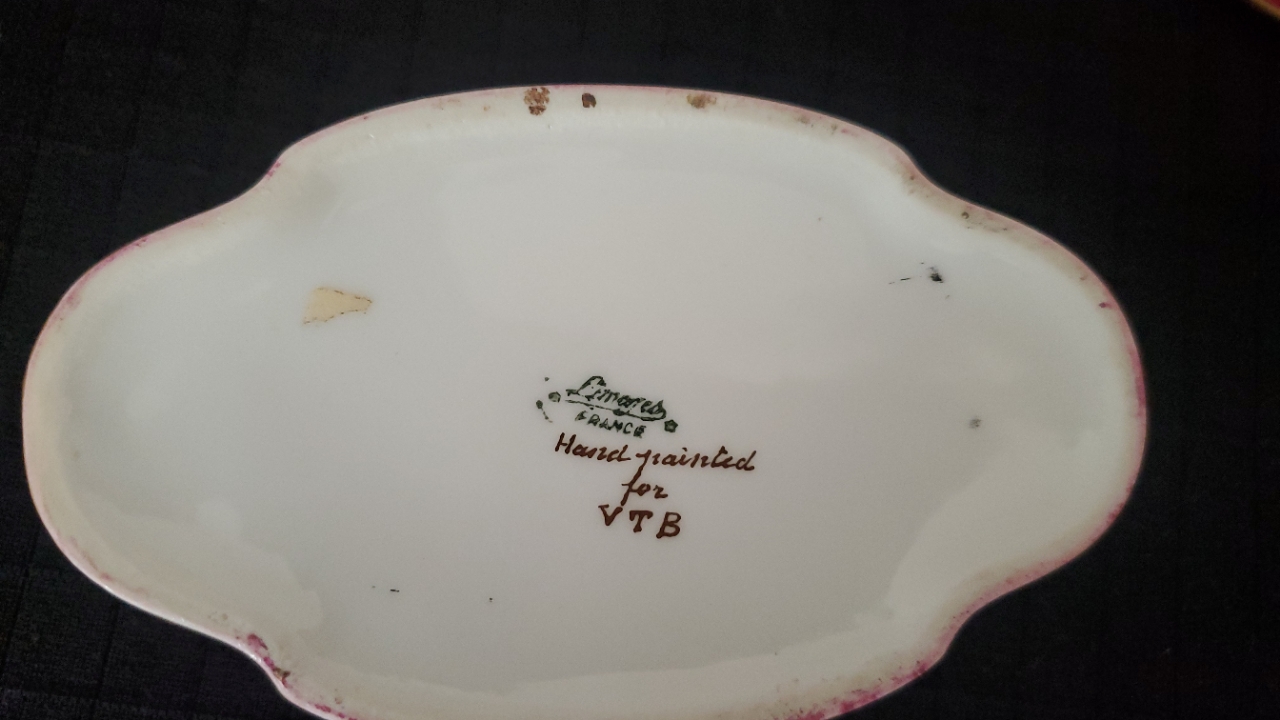 Limoges
FRANCE
Hand painted
for
VTB